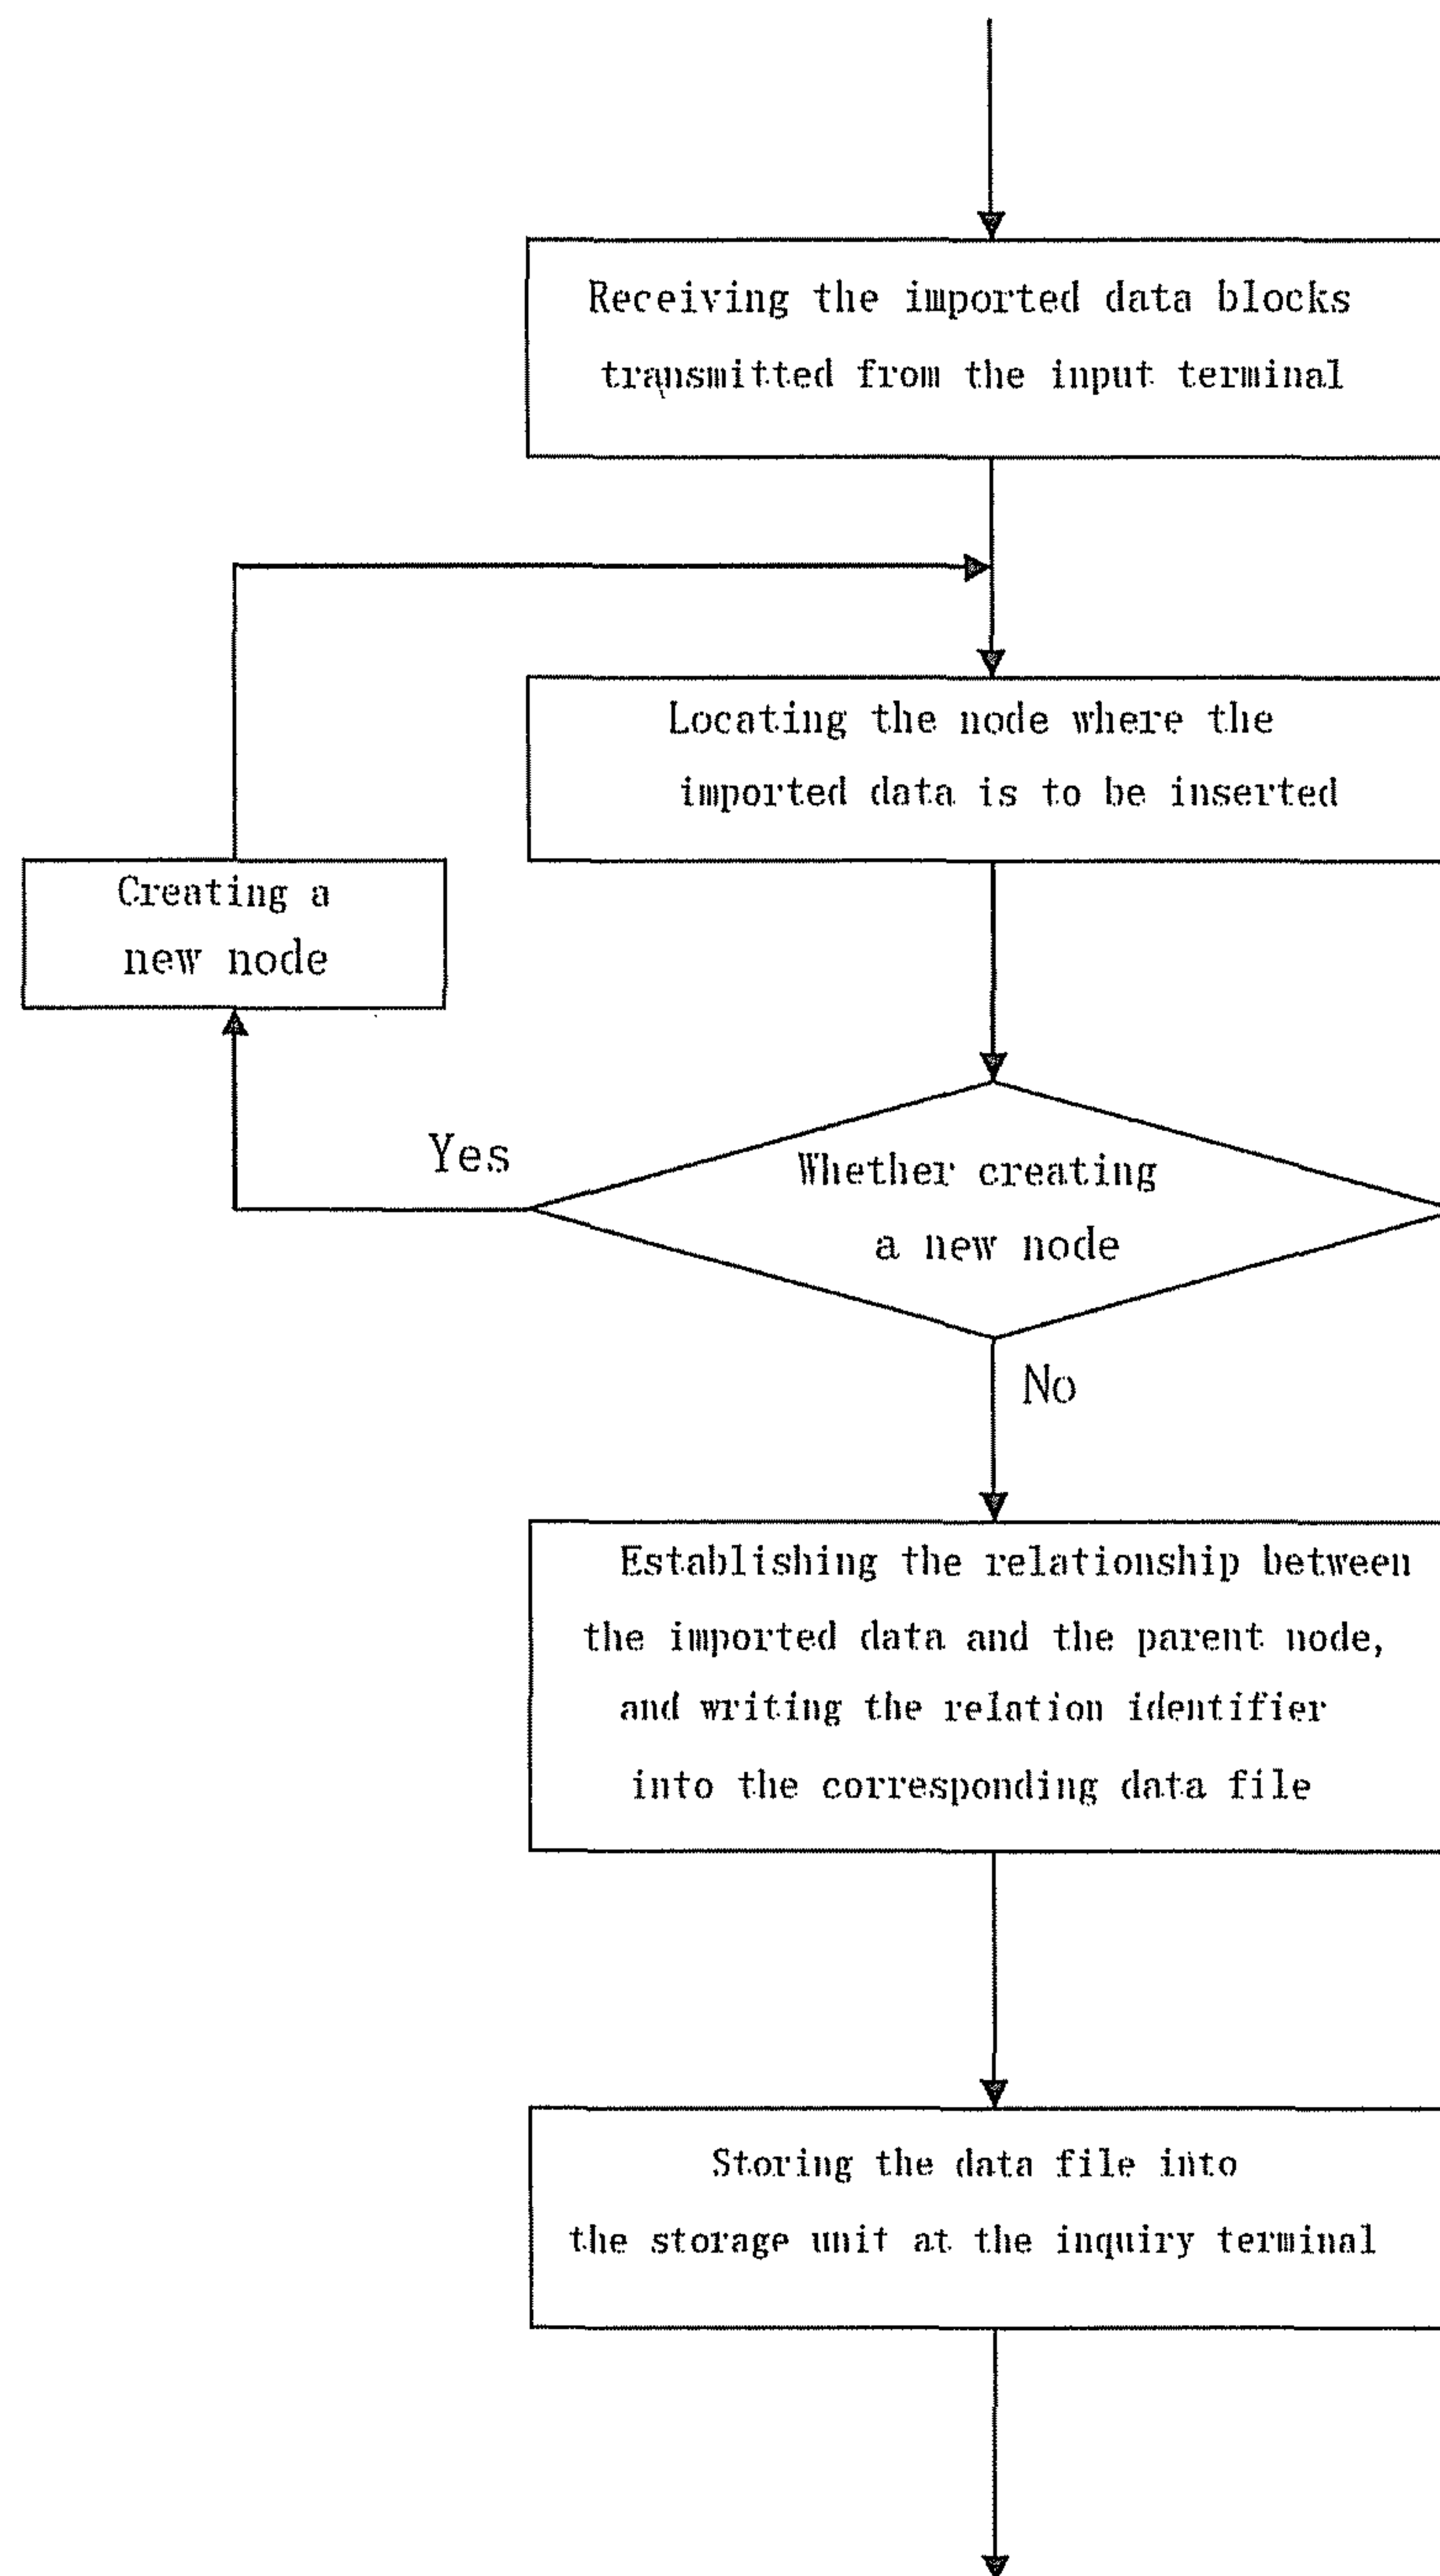 Receiving the imported data blocks
transmitted from the input terminal
Locating the node where the
imported data is to be inserted
Creating a
new node
Yes
Whether creating
a new node
No
Establishing the relationship between
the imported data and the parent node,
and writing the relation identifier
into the corresponding data file
Storing the data file into
the storage unit at the inquiry terminal